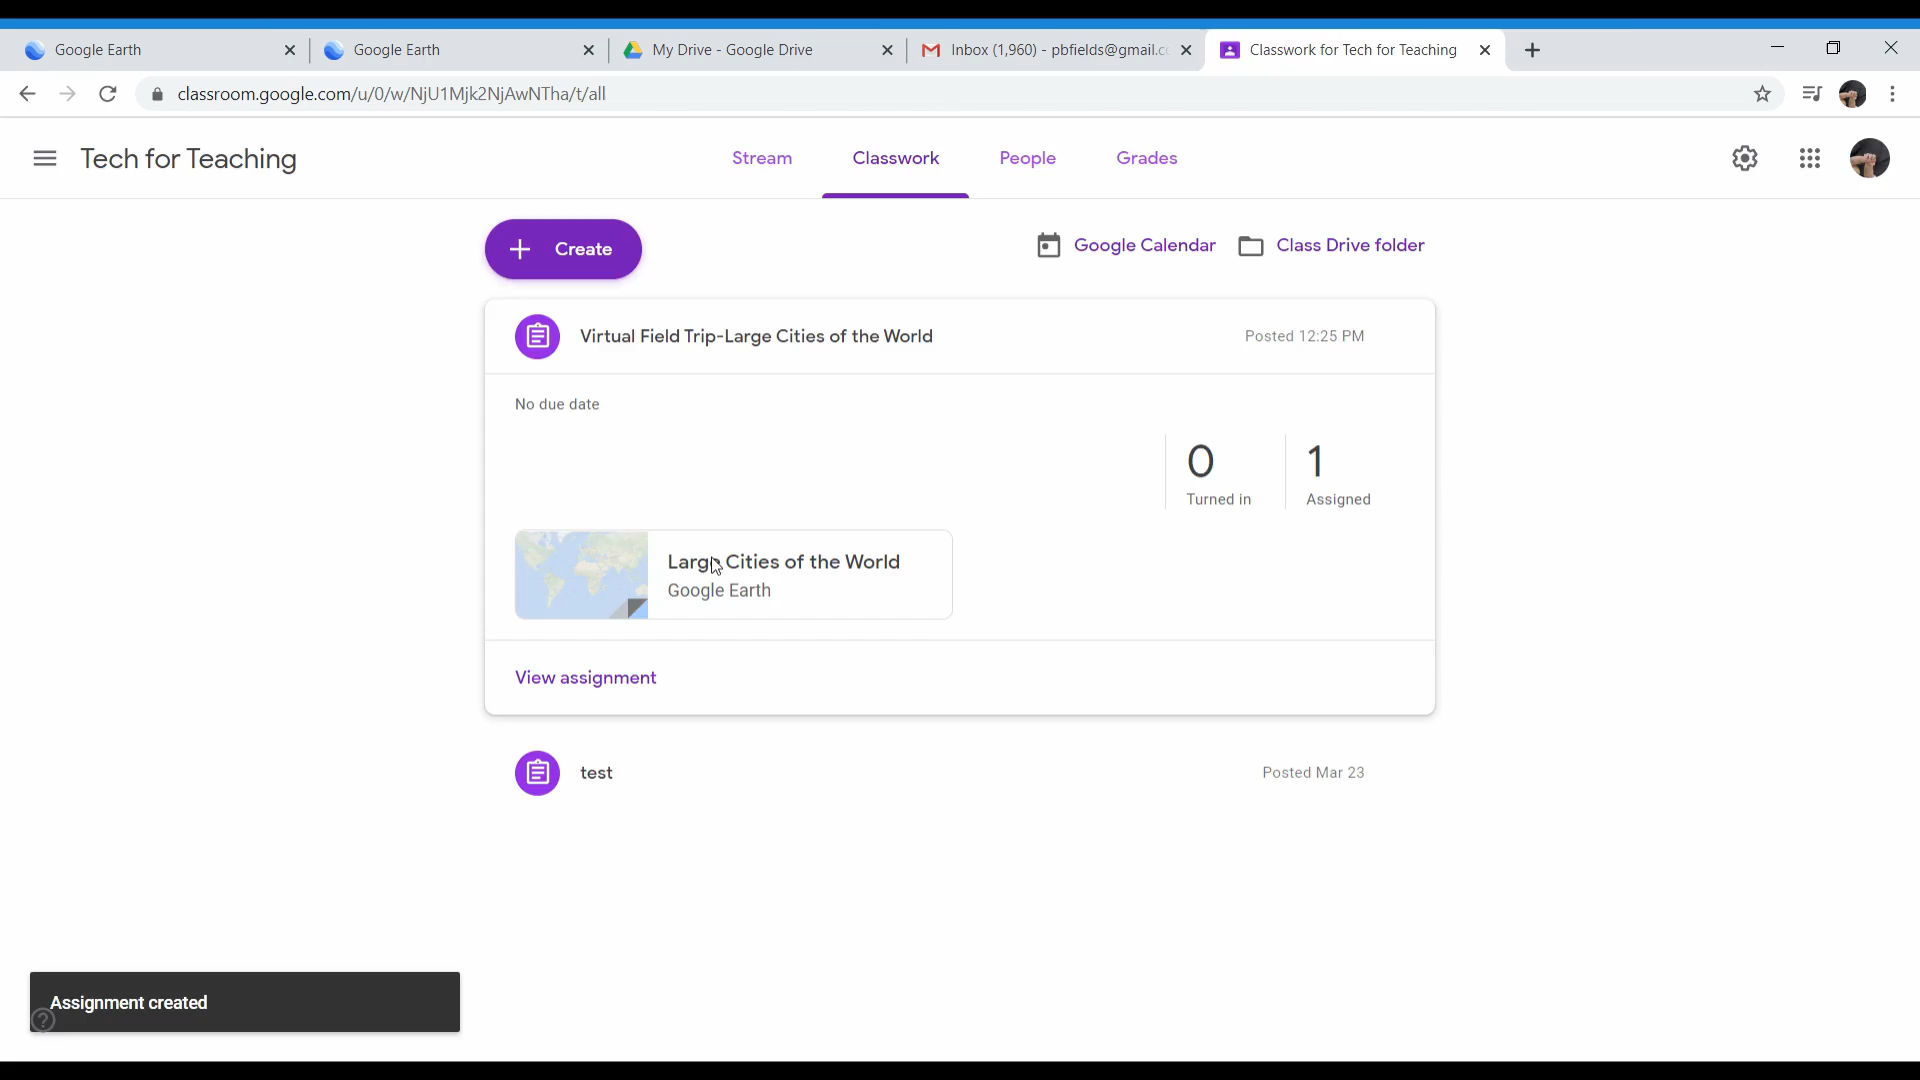 Google Earth
Google Earth
My Drive - Google Drive
Inbox (1,960) - pbfields@gmail.c
Classwork for Tech for Teaching
classroom.google.com/u/0/w/NjU1Mjk2NjAwNTha/t/all
Tech for Teaching
Stream
Classwork
People
Grades
Create
Google Calendar
Class Drive folder
Virtual Field Trip-Large Cities of the World
Posted 12:25 PM
No due date
0
Turned in
1
Assigned
Large Cities of the World
Google Earth
View assignment
test
Posted Mar 23
Assignment created